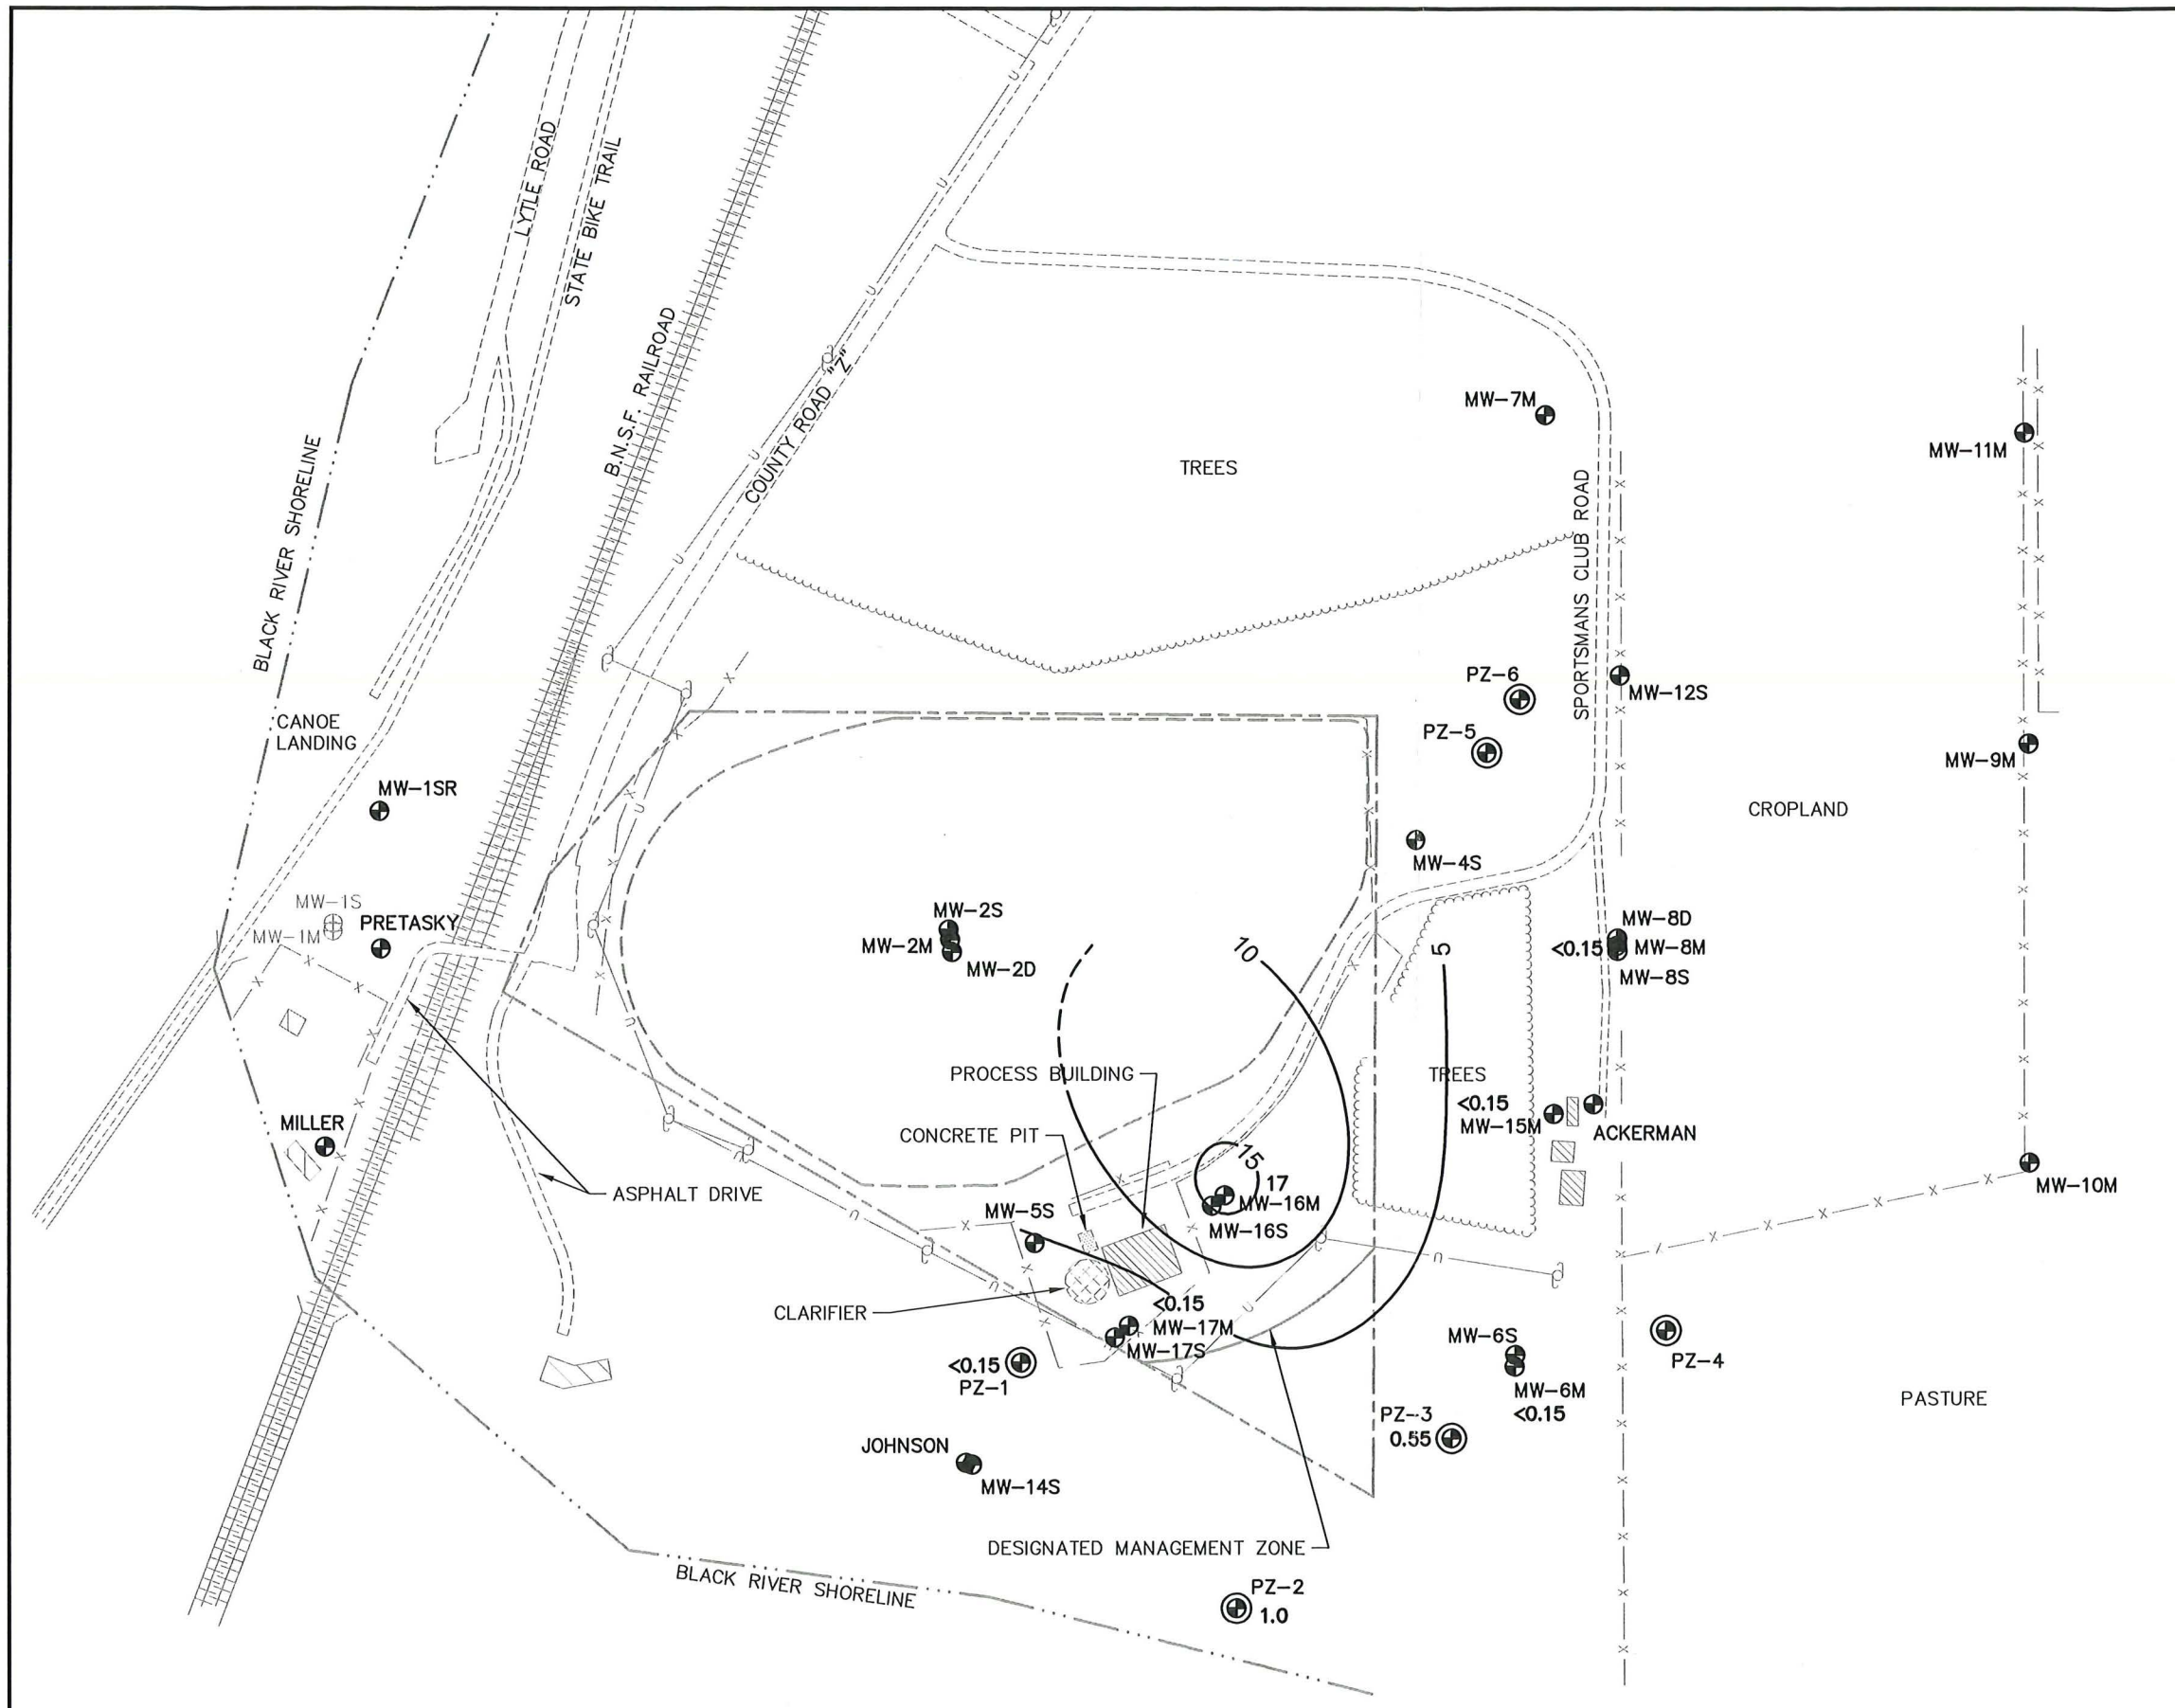 LYTLE ROAD
STATE BIKE TRAIL
B.N.S.F. RAILROAD
COUNTY ROAD "Z"
BLACK RIVER SHORELINE
MW-7M
MW-11M
TREES
SPORTSMANS CLUB ROAD
PZ-6
MW-12S
PZ-5
CANOE
LANDING
MW-9M
MW-1SR
CROPLAND
MW-4S
MW-1S
PRETASKY
MW-1M
MW-2S
MW-2M
MW-2D
10
5
MW-8D
<0.15
MW-8M
MW-8S
PROCESS BUILDING
TREES
<0.15
MW-15M
ACKERMAN
MILLER
CONCRETE PIT
15
17
MW-16M
MW-16S
MW-10M
ASPHALT DRIVE
MW-5S
CLARIFIER
<0.15
MW-17M
MW-17S
<0.15
PZ-1
MW-6S
MW-6M
<0.15
PZ-4
PZ-3
0.55
PASTURE
JOHNSON
MW-14S
DESIGNATED MANAGEMENT ZONE
BLACK RIVER SHORELINE
PZ-2
1.0